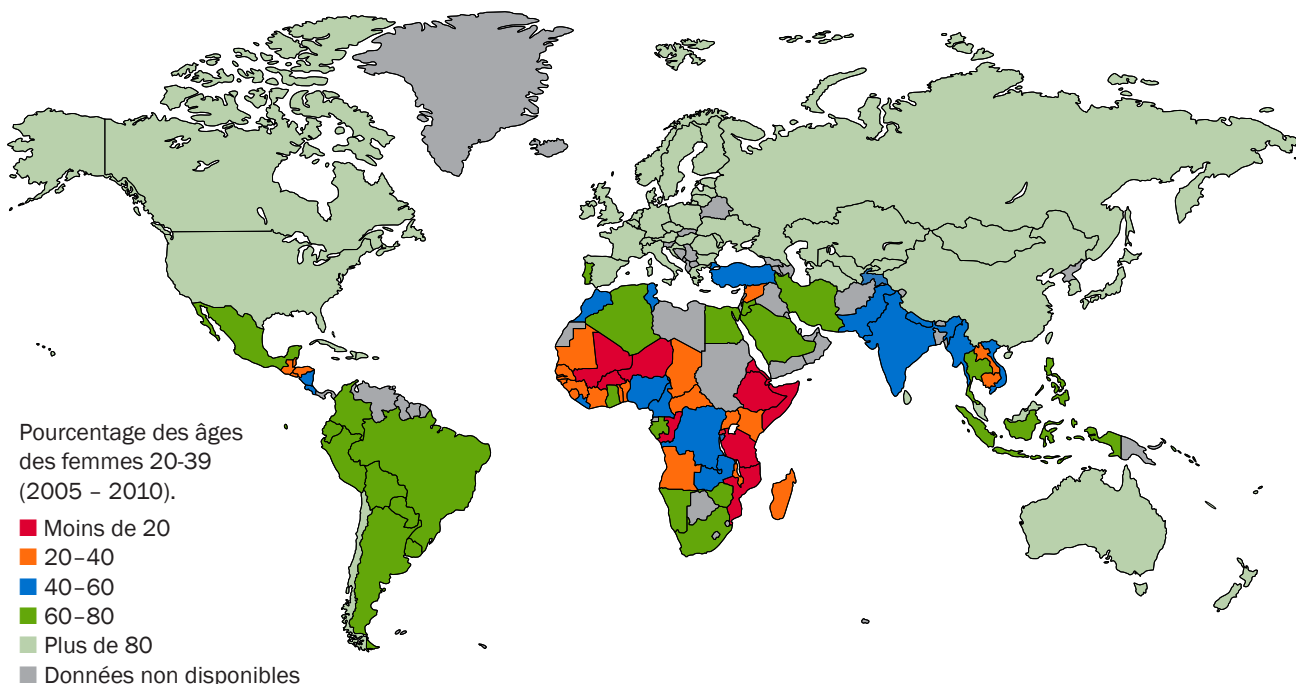 Pourcentage des âges
des femmes 20-39
(2005 – 2010).
Moins de 20
20–40
40–60
60–80
Plus de 80
Données non disponibles